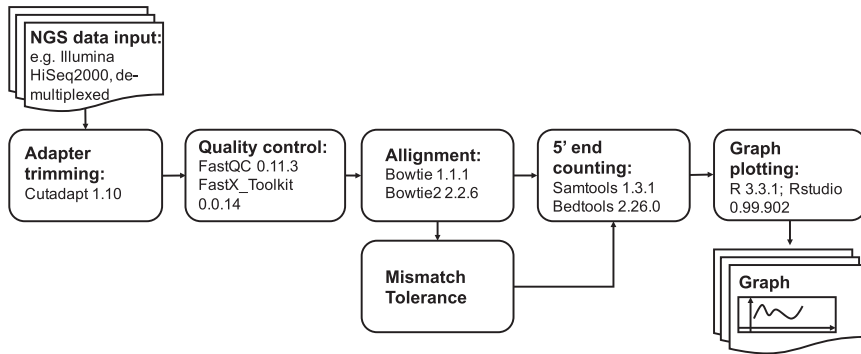 NGS data input:
e.g. Illumina
HiSeq2000, de-
multiplexed
Adapter
trimming:
Cutadapt 1.10
Quality control:
FastQC 0.11.3
FastX_Toolkit
0.0.14
Allignment:
Bowtie 1.1.1
Bowtie2 2.2.6
5' end
counting:
Samtools 1.3.1
Bedtools 2.26.0
Graph
plotting:
R 3.3.1; Rstudio
0.99.902
Mismatch
Tolerance
Graph